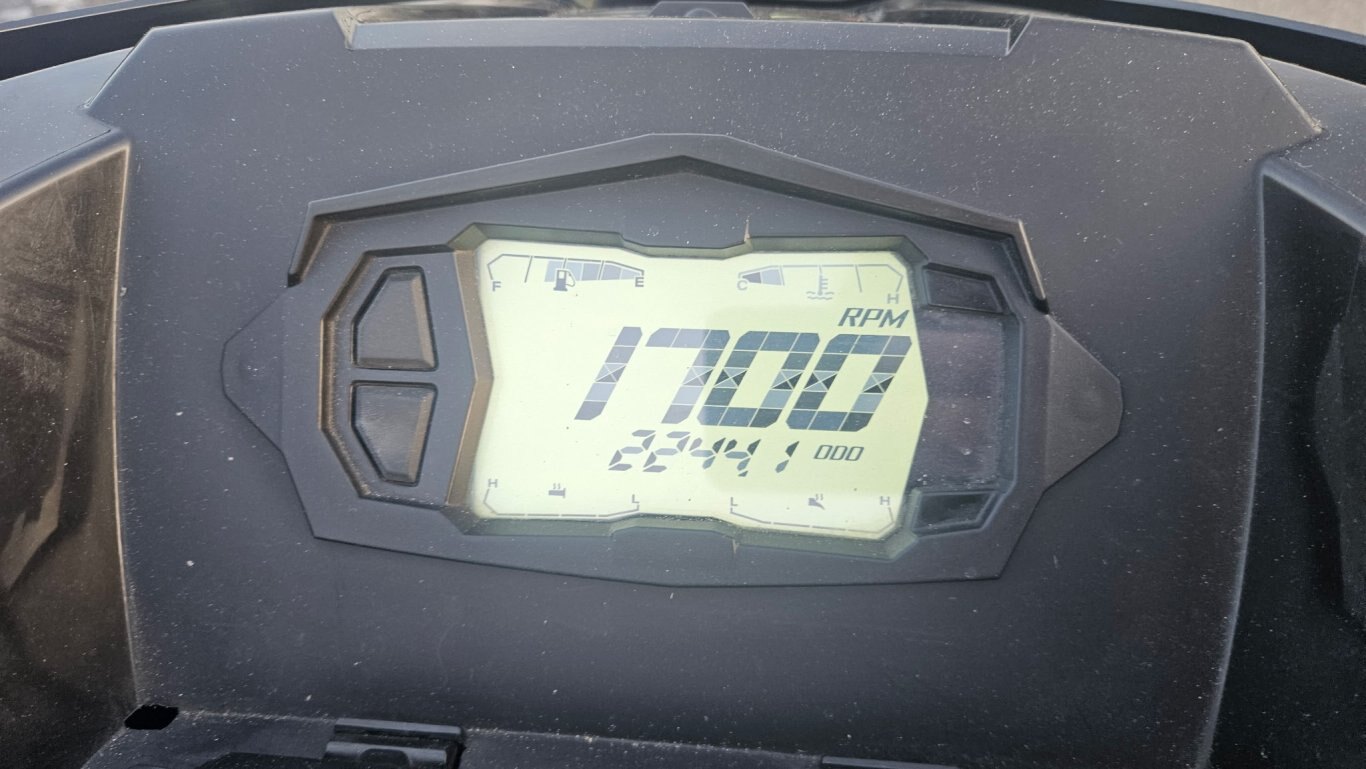 F E C H
RPM
1700
22441 ODO
H L L H